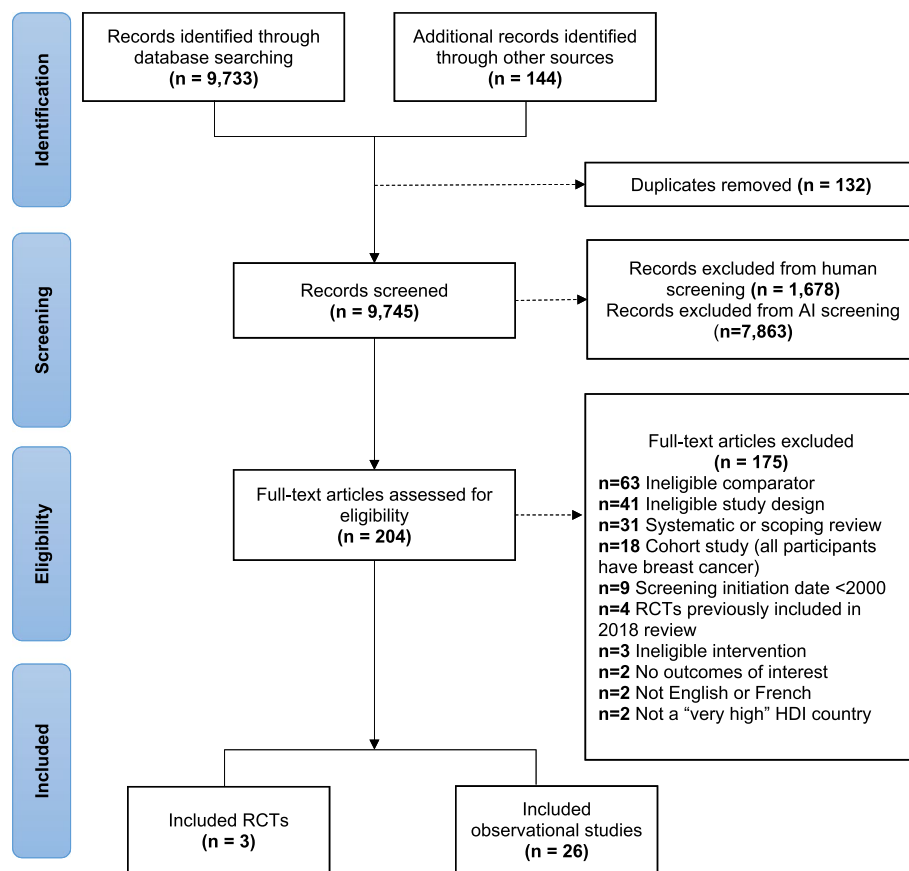 Identification
Records identified through
database searching
(n = 9,733)
Additional records identified
through other sources
(n = 144)
Duplicates removed (n = 132)
Screening
Records screened
(n = 9,745)
Records excluded from human
screening (n = 1,678)
Records excluded from AI screening
(n=7,863)
Eligibility
Full-text articles assessed for
eligibility
(n = 204)
Full-text articles excluded
(n = 175)
n=63 Ineligible comparator
n=41 Ineligible study design
n=31 Systematic or scoping review
n=18 Cohort study (all participants
have breast cancer)
n=9 Screening initiation date <2000
n=4 RCTs previously included in
2018 review
n=3 Ineligible intervention
n=2 No outcomes of interest
n=2 Not English or French
n=2 Not a “very high” HDI country
Included
Included RCTs
(n = 3)
Included
observational studies
(n = 26)